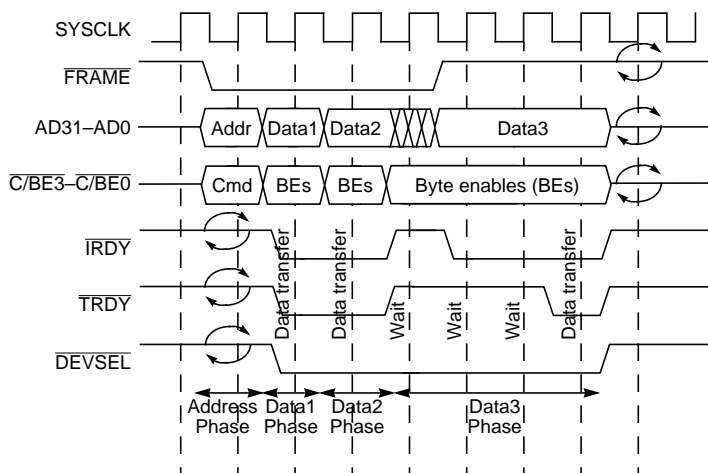 SYSCLK
FRAME
AD31–AD0 Addr Data1 Data2 Data3
C/BE3–C/BE0 Cmd BEs BEs Byte enables (BEs)
IRDY
TRDY
Data transfer
Data transfer
Wait
Wait
Wait
Data transfer
DEVSEL
Address Phase
Data1 Phase
Data2 Phase
Data3 Phase